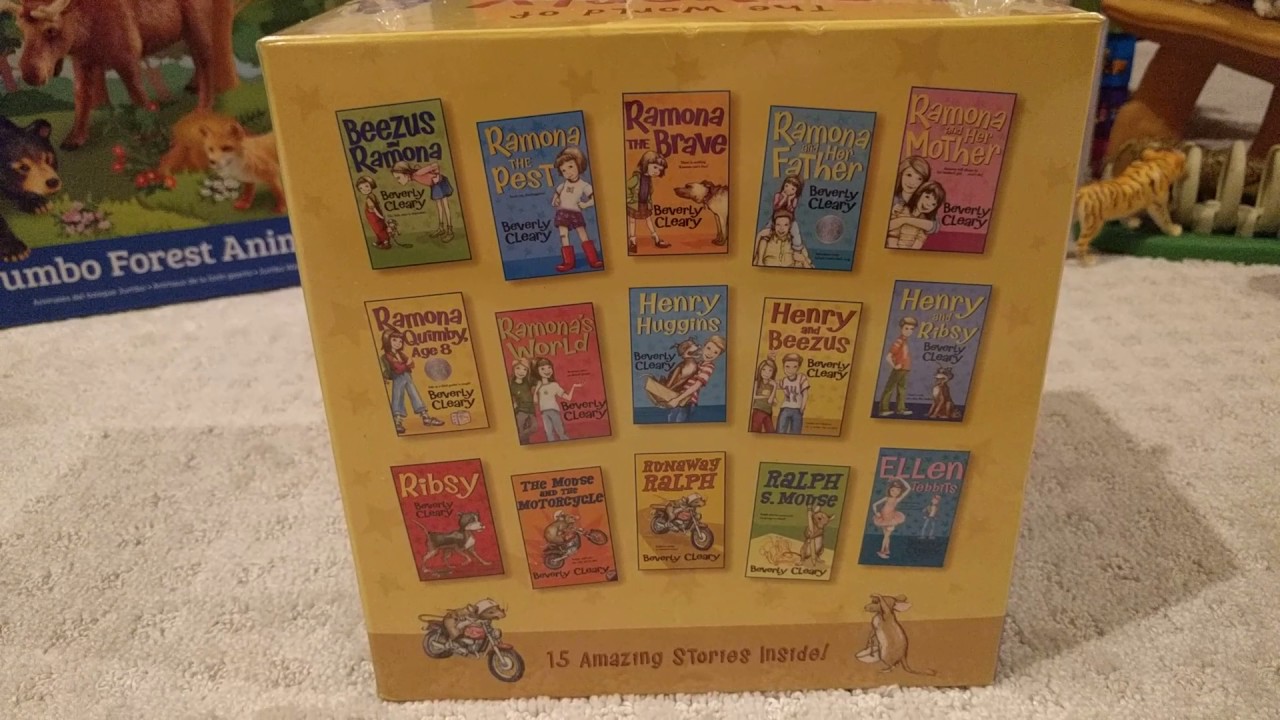 The World of
umbo Forest Anim
Beezus
and
Ramona
Beverly
Cleary
Ramona
THE
Pest
Beverly
Cleary
Ramona
THE Brave
Beverly
Cleary
Ramona
and Her
Father
Beverly
Cleary
Ramona
and Her
Mother
Beverly
Cleary
Ramona
Quimby,
Age 8
Beverly
Cleary
Ramona's
World
Beverly
Cleary
Henry
Huggins
Beverly
Cleary
Henry
and
Beezus
Beverly
Cleary
Henry
and
Ribsy
Beverly
Cleary
Ribsy
Beverly
Cleary
The Mouse
and the
Motorcycle
Beverly Cleary
Runaway
Ralph
Beverly Cleary
Ralph
S. Mouse
Beverly Cleary
Ellen
Tebbits
15 Amazing Stories Inside!